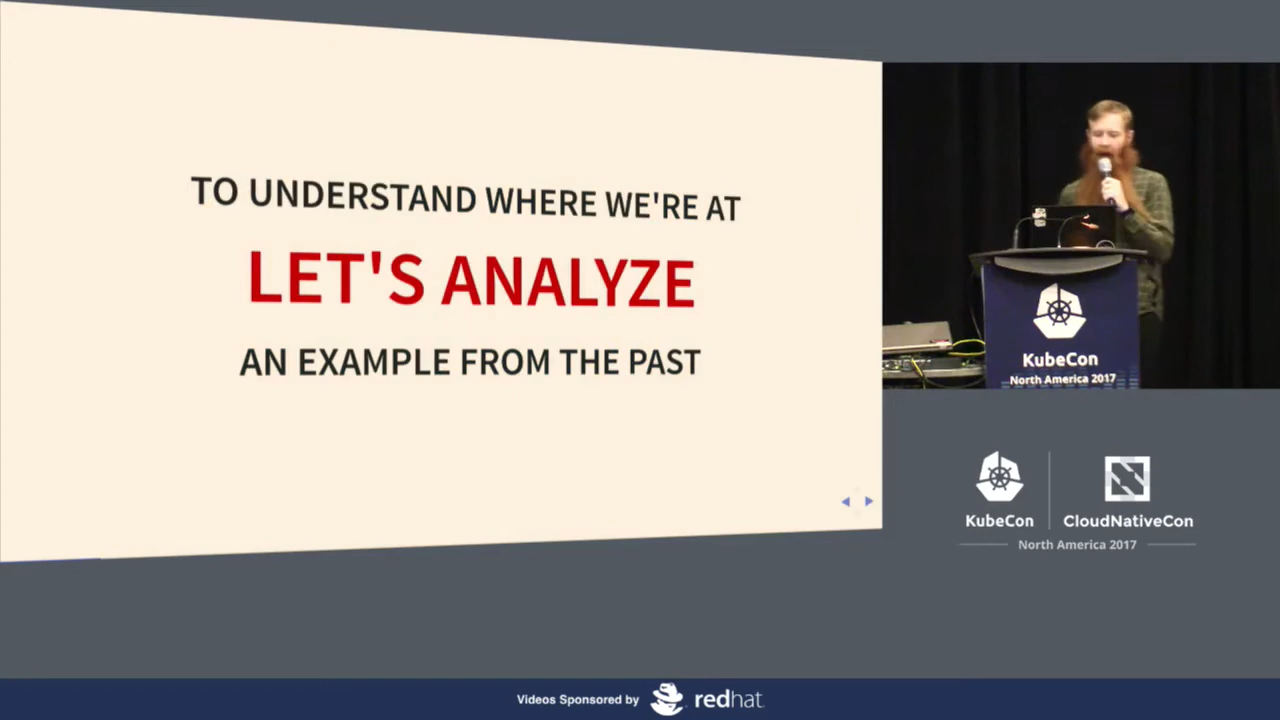 TO UNDERSTAND WHERE WE'RE AT
LET'S ANALYZE
AN EXAMPLE FROM THE PAST
KubeCon
North America 2017
KubeCon
CloudNativeCon
North America 2017
Videos Sponsored by
redhat.